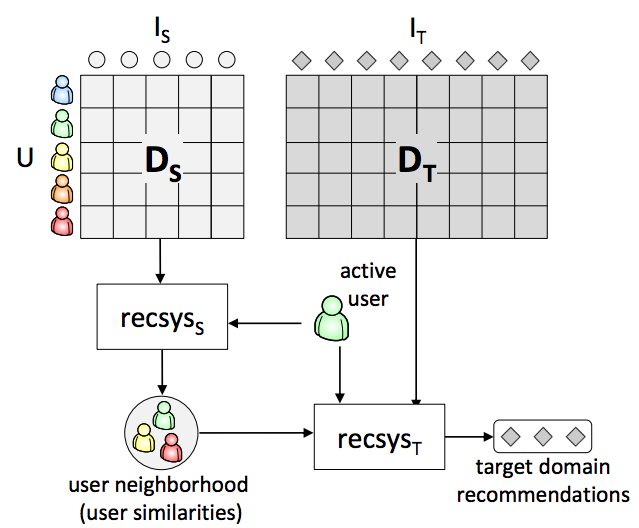 I_S
I_T
U
D_S
D_T
active
user
recsys_S
recsys_T
user neighborhood
(user similarities)
target domain
recommendations